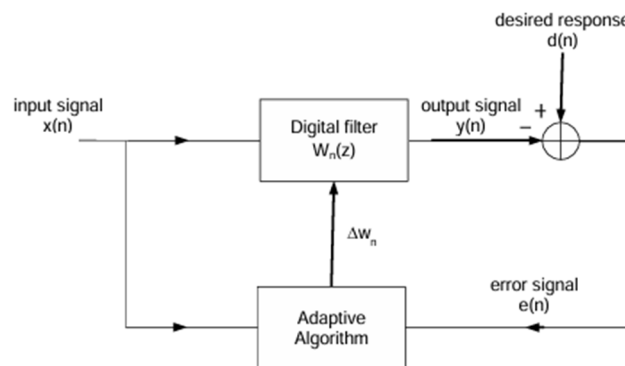 desired response
d(n)
input signal
x(n)
Digital filter
Wn(z)
output signal
y(n)
+
−
Δwn
Adaptive
Algorithm
error signal
e(n)